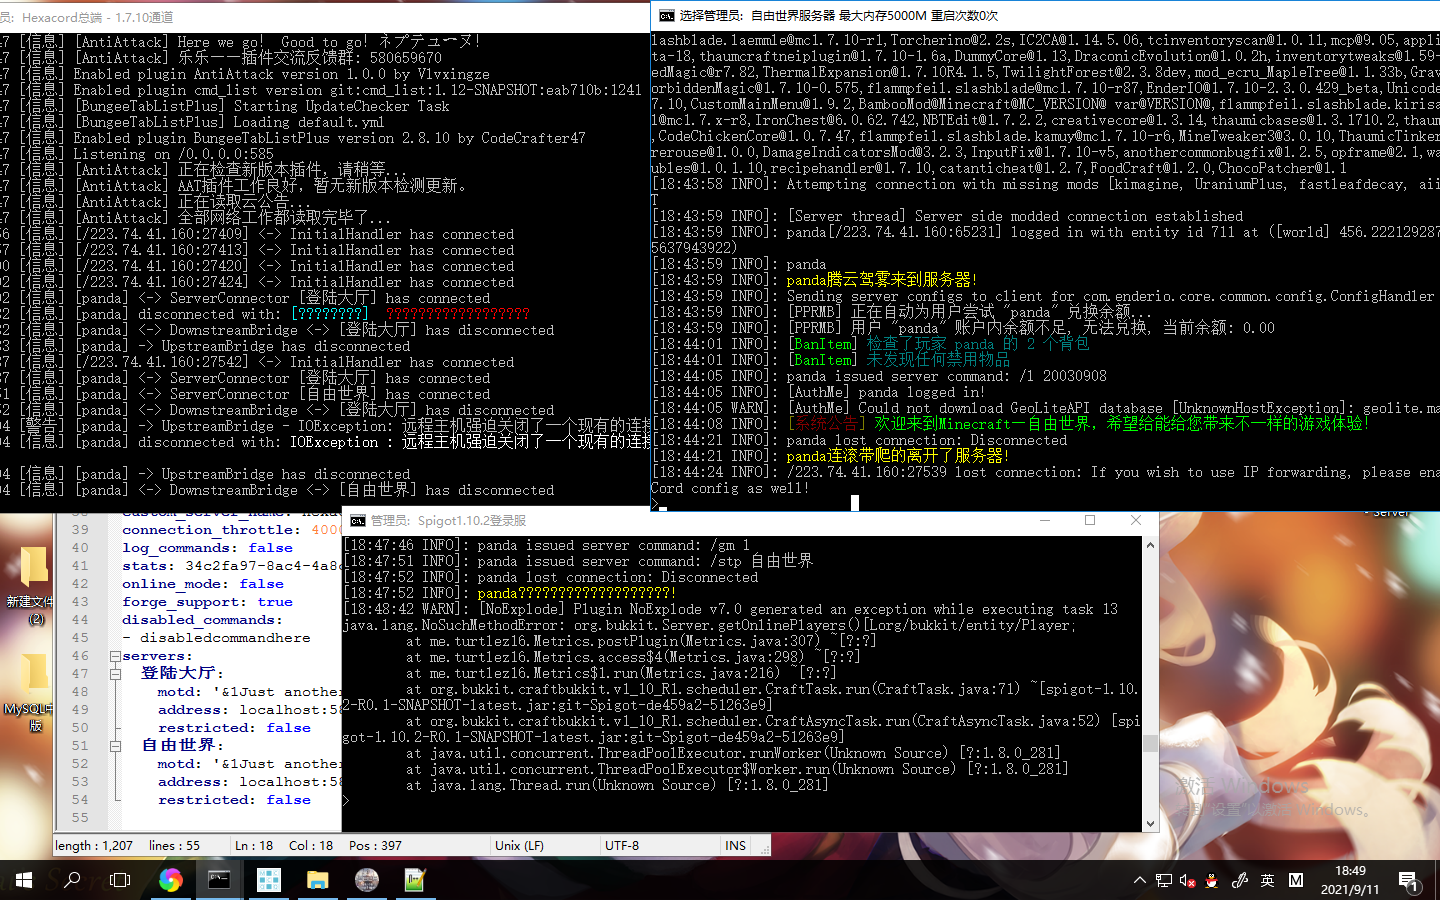 员: Hexacord总端 - 1.7.10通道
47 [信息] [AntiAttack] Here we go! Good to go! ネプテューヌ!
47 [信息] [AntiAttack] 乐乐一一插件交流反馈群: 580659670
47 [信息] Enabled plugin AntiAttack version 1.0.0 by Vlvxingze
47 [信息] Enabled plugin cmd_list version git:cmd_list:1.12-SNAPSHOT:eab710b:1241
47 [信息] [BungeeTabListPlus] Starting UpdateChecker Task
47 [信息] [BungeeTabListPlus] Loading default.yml
47 [信息] Enabled plugin BungeeTabListPlus version 2.8.10 by CodeCrafter47
47 [信息] Listening on /0.0.0.0:585
47 [信息] [AntiAttack] 正在检查新版本插件, 请稍等...
47 [信息] [AntiAttack] AAT插件工作良好, 暂无新版本检测更新。
47 [信息] [AntiAttack] 正在读取云公告...
47 [信息] [AntiAttack] 全部网络工作都读取完毕了...
56 [信息] [/223.74.41.160:27409] <-> InitialHandler has connected
57 [信息] [/223.74.41.160:27413] <-> InitialHandler has connected
00 [信息] [/223.74.41.160:27420] <-> InitialHandler has connected
02 [信息] [/223.74.41.160:27424] <-> InitialHandler has connected
02 [信息] [panda] <-> ServerConnector [登陆大厅] has connected
32 [信息] [panda] disconnected with: [????????] ??????????????????
32 [信息] [panda] <-> DownstreamBridge <-> [登陆大厅] has disconnected
33 [信息] [panda] -> UpstreamBridge has disconnected
37 [信息] [/223.74.41.160:27542] <-> InitialHandler has connected
37 [信息] [panda] <-> ServerConnector [登陆大厅] has connected
51 [信息] [panda] <-> ServerConnector [自由世界] has connected
52 [信息] [panda] <-> DownstreamBridge <-> [登陆大厅] has disconnected
04 [警告] [panda] -> UpstreamBridge - IOException: 远程主机强迫关闭了一个现有的连接
04 [信息] [panda] disconnected with: IOException : 远程主机强迫关闭了一个现有的连接
04 [信息] [panda] -> UpstreamBridge has disconnected
04 [信息] [panda] <-> DownstreamBridge <-> [自由世界] has disconnected
选择管理员: 自由世界服务器 最大内存5000M 重启次数0次
lashblade.laemmle@mc1.7.10-r1,Torcherino@2.2s,IC2CA@1.14.5.06,tcinventoryscan@1.0.11,mcp@9.05,appli
ta-18,thaumcraftneiplugin@1.7.10-1.6a,DummyCore@1.13,DraconicEvolution@1.0.2h,inventorytweaks@1.59-
edMagic@r7.82,ThermalExpansion@1.7.10R4.1.5,TwilightForest@2.3.8dev,mod_ecru_MapleTree@1.1.33b,Grav
orbiddenMagic@1.7.10-0.575,flammpfeil.slashblade@mc1.7.10-r87,EnderIO@1.7.10-2.3.0.429_beta,Unicode
7.10,CustomMainMenu@1.9.2,BambooMod@Minecraft@MC_VERSION@ var@VERSION@,flammpfeil.slashblade.kirisa
1@mc1.7.x-r8,IronChest@6.0.62.742,NBTEdit@1.7.2.2,creativecore@1.3.14,thaumicbases@1.3.1710.2,thaum
,CodeChickenCore@1.0.7.47,flammpfeil.slashblade.kamuy@mc1.7.10-r6,MineTweaker3@3.0.10,ThaumicTinker
rerouse@1.0.0,DamageIndicatorsMod@3.2.3,InputFix@1.7.10-v5,anothercommonbugfix@1.2.5,opframe@2.1,wa
ubles@1.0.1.10,recipehandler@1.7.10,catanticheat@1.2.7,FoodCraft@1.2.0,ChocoPatcher@1.1
[18:43:58 INFO]: Attempting connection with missing mods [kimagine, UraniumPlus, fastleafdecay, aii
T
[18:43:59 INFO]: [Server thread] Server side modded connection established
[18:43:59 INFO]: panda[/223.74.41.160:65231] logged in with entity id 711 at ([world] 456.222129287
5637943922)
[18:43:59 INFO]: panda
[18:43:59 INFO]: panda腾云驾雾来到服务器!
[18:43:59 INFO]: Sending server configs to client for com.enderio.core.common.config.ConfigHandler
[18:43:59 INFO]: [PPRMB] 正在自动为用户尝试 "panda" 兑换余额...
[18:43:59 INFO]: [PPRMB] 用户 "panda" 账户内余额不足, 无法兑换, 当前余额: 0.00
[18:44:01 INFO]: [BanItem] 检查了玩家 panda 的 2 个背包
[18:44:01 INFO]: [BanItem] 未发现任何禁用物品
[18:44:05 INFO]: panda issued server command: /l 20030908
[18:44:05 INFO]: [AuthMe] panda logged in!
[18:44:05 WARN]: [AuthMe] Could not download GeoLiteAPI database [UnknownHostException]: geolite.ma
[18:44:08 INFO]: [系统公告] 欢迎来到Minecraft一自由世界, 希望给能给您带来不一样的游戏体验!
[18:44:21 INFO]: panda lost connection: Disconnected
[18:44:21 INFO]: panda连滚带爬的离开了服务器!
[18:44:24 INFO]: /223.74.41.160:27539 lost connection: If you wish to use IP forwarding, please ena
Cord config as well!
>
39 connection_throttle: 4000
40 log_commands: false
41 stats: 34c2fa97-8ac4-4a8c
42 online_mode: false
43 forge_support: true
44 disabled_commands:
45 - disabledcommandhere
46 servers:
47 登陆大厅:
48 motd: '&1Just another
49 address: localhost:58
50 restricted: false
51 自由世界:
52 motd: '&1Just another
53 address: localhost:58
54 restricted: false
55
length : 1,207 lines : 55 Ln : 18 Col : 18 Pos : 397 Unix (LF) UTF-8 INS
管理员: Spigot1.10.2登录服
[18:47:46 INFO]: panda issued server command: /gm 1
[18:47:51 INFO]: panda issued server command: /stp 自由世界
[18:47:52 INFO]: panda lost connection: Disconnected
[18:47:52 INFO]: panda???????????????????!
[18:48:42 WARN]: [NoExplode] Plugin NoExplode v7.0 generated an exception while executing task 13
java.lang.NoSuchMethodError: org.bukkit.Server.getOnlinePlayers()[Lorg/bukkit/entity/Player;
at me.turtlez16.Metrics.postPlugin(Metrics.java:307) ~[?:?]
at me.turtlez16.Metrics.access$4(Metrics.java:298) ~[?:?]
at me.turtlez16.Metrics$1.run(Metrics.java:216) ~[?:?]
at org.bukkit.craftbukkit.v1_10_R1.scheduler.CraftTask.run(CraftTask.java:71) ~[spigot-1.10.
2-R0.1-SNAPSHOT-latest.jar:git-Spigot-de459a2-51263e9]
at org.bukkit.craftbukkit.v1_10_R1.scheduler.CraftAsyncTask.run(CraftAsyncTask.java:52) [spi
got-1.10.2-R0.1-SNAPSHOT-latest.jar:git-Spigot-de459a2-51263e9]
at java.util.concurrent.ThreadPoolExecutor.runWorker(Unknown Source) [?:1.8.0_281]
at java.util.concurrent.ThreadPoolExecutor$Worker.run(Unknown Source) [?:1.8.0_281]
at java.lang.Thread.run(Unknown Source) [?:1.8.0_281]
>
新建文件
(2)
MySQL中
版
激活 Windows
转到"设置"以激活 Windows。
英
M
18:49
2021/9/11
1